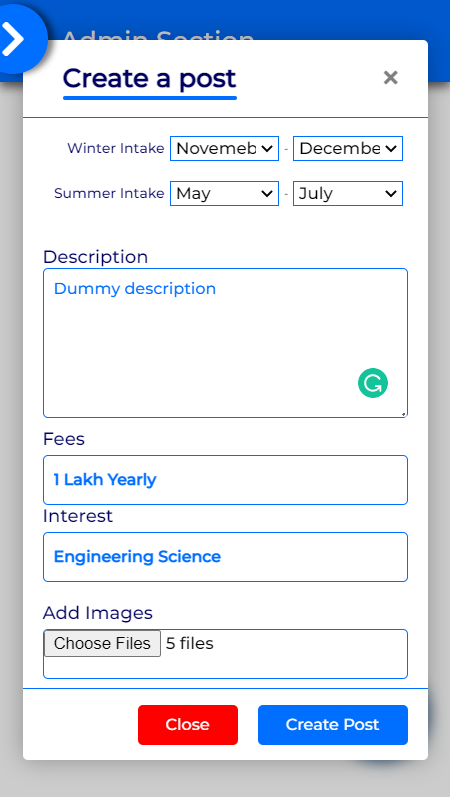 Admin Section
Create a post ×
Winter Intake Novemeb - Decembe
Summer Intake May - July
Description
Dummy description
Fees
1 Lakh Yearly
Interest
Engineering Science
Add Images
Choose Files 5 files
Close Create Post